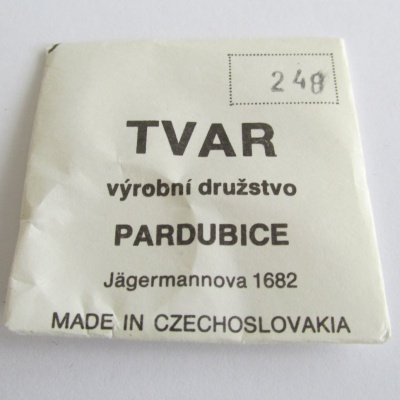 248
TVAR
výrobní družstvo
PARDUBICE
Jägermannova 1682
MADE IN CZECHOSLOVAKIA